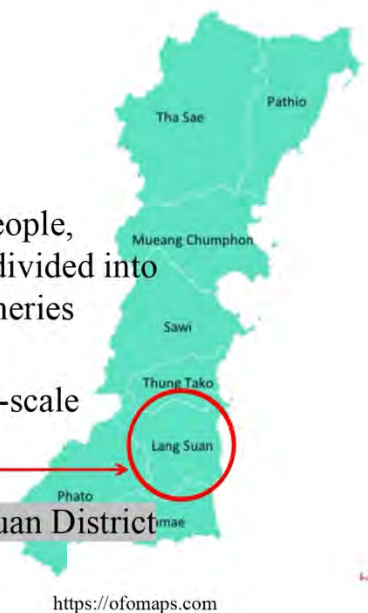 Tha Sae
Pathio
eople,
Mueang Chumphon
divided into
neries
Sawi
Thung Tako
-scale
Lang Suan
Phato
uan District
mae
https://ofomaps.com